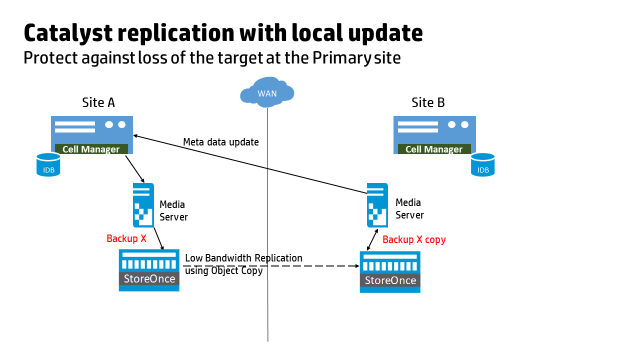 Catalyst replication with local update
Protect against loss of the target at the Primary site
WAN
Site A
Site B
Cell Manager
IDB
Meta data update
Cell Manager
IDB
Media
Server
Media
Server
Backup X
Backup X copy
StoreOnce
Low Bandwidth Replication
using Object Copy
StoreOnce